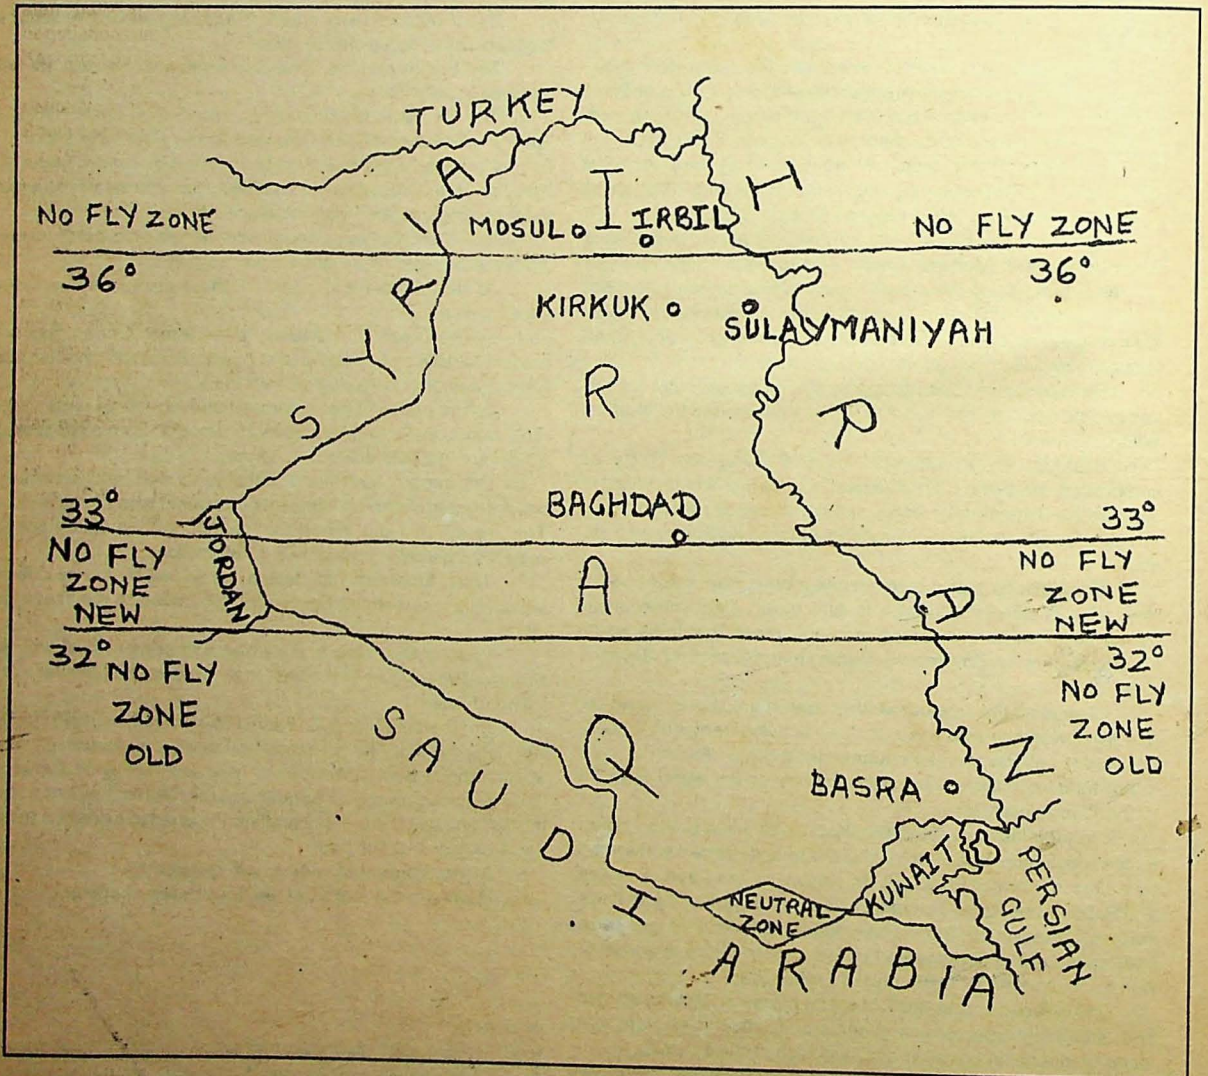 TURKEY
SYRIA
IRAQ
IRAN
NO FLY ZONE
NO FLY ZONE
36°
36°
MOSUL
IRBIL
KIRKUK
SULAYMANIYAH
BAGHDAD
33°
33°
JORDAN
NO FLY
ZONE
NEW
NO FLY
ZONE
NEW
32°
32°
NO FLY
ZONE
OLD
NO FLY
ZONE
OLD
SAUDI
ARABIA
BASRA
KUWAIT
NEUTRAL
ZONE
PERSIAN
GULF